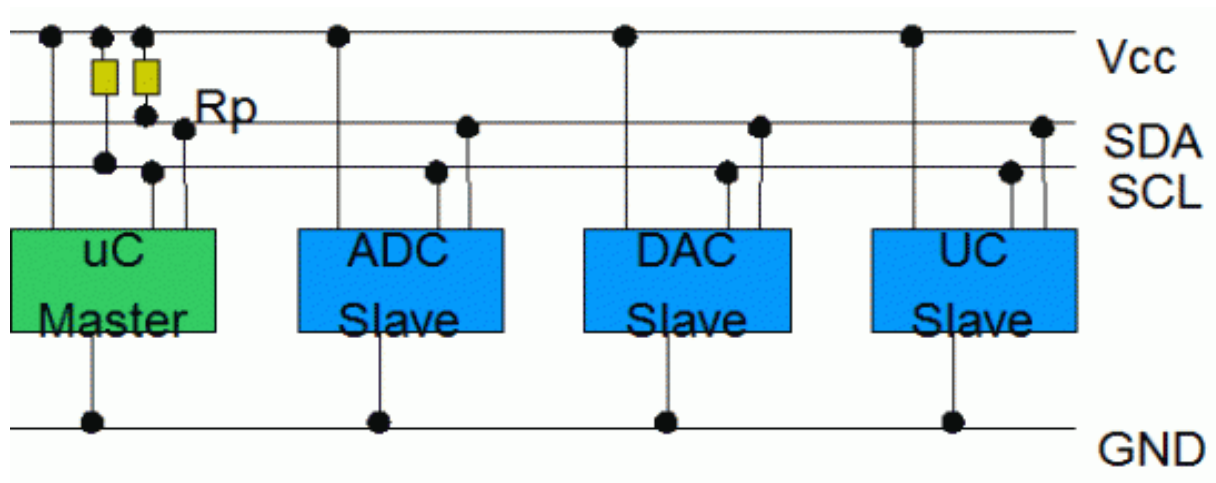 Vcc
Rp
SDA
SCL
uC
Master
ADC
Slave
DAC
Slave
UC
Slave
GND